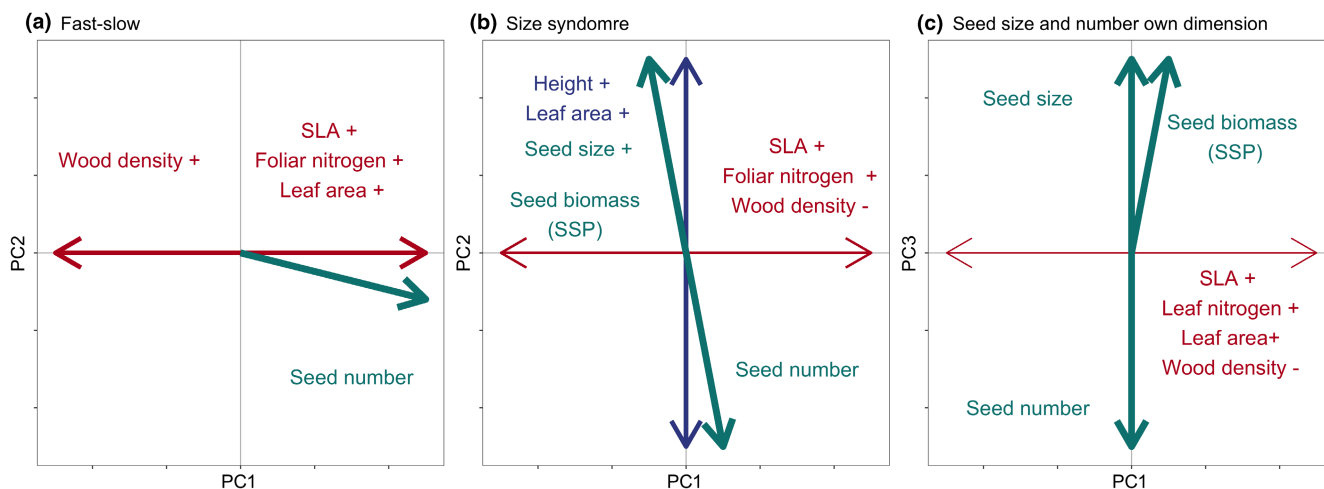 (a) Fast-slow
Wood density +
SLA +
Foliar nitrogen +
Leaf area +
Seed number
PC2
PC1
(b) Size syndomre
Height +
Leaf area +
Seed size +
Seed biomass
(SSP)
SLA +
Foliar nitrogen +
Wood density -
Seed number
PC2
PC1
(c) Seed size and number own dimension
Seed size
Seed biomass
(SSP)
SLA +
Leaf nitrogen +
Leaf area+
Wood density -
Seed number
PC3
PC1